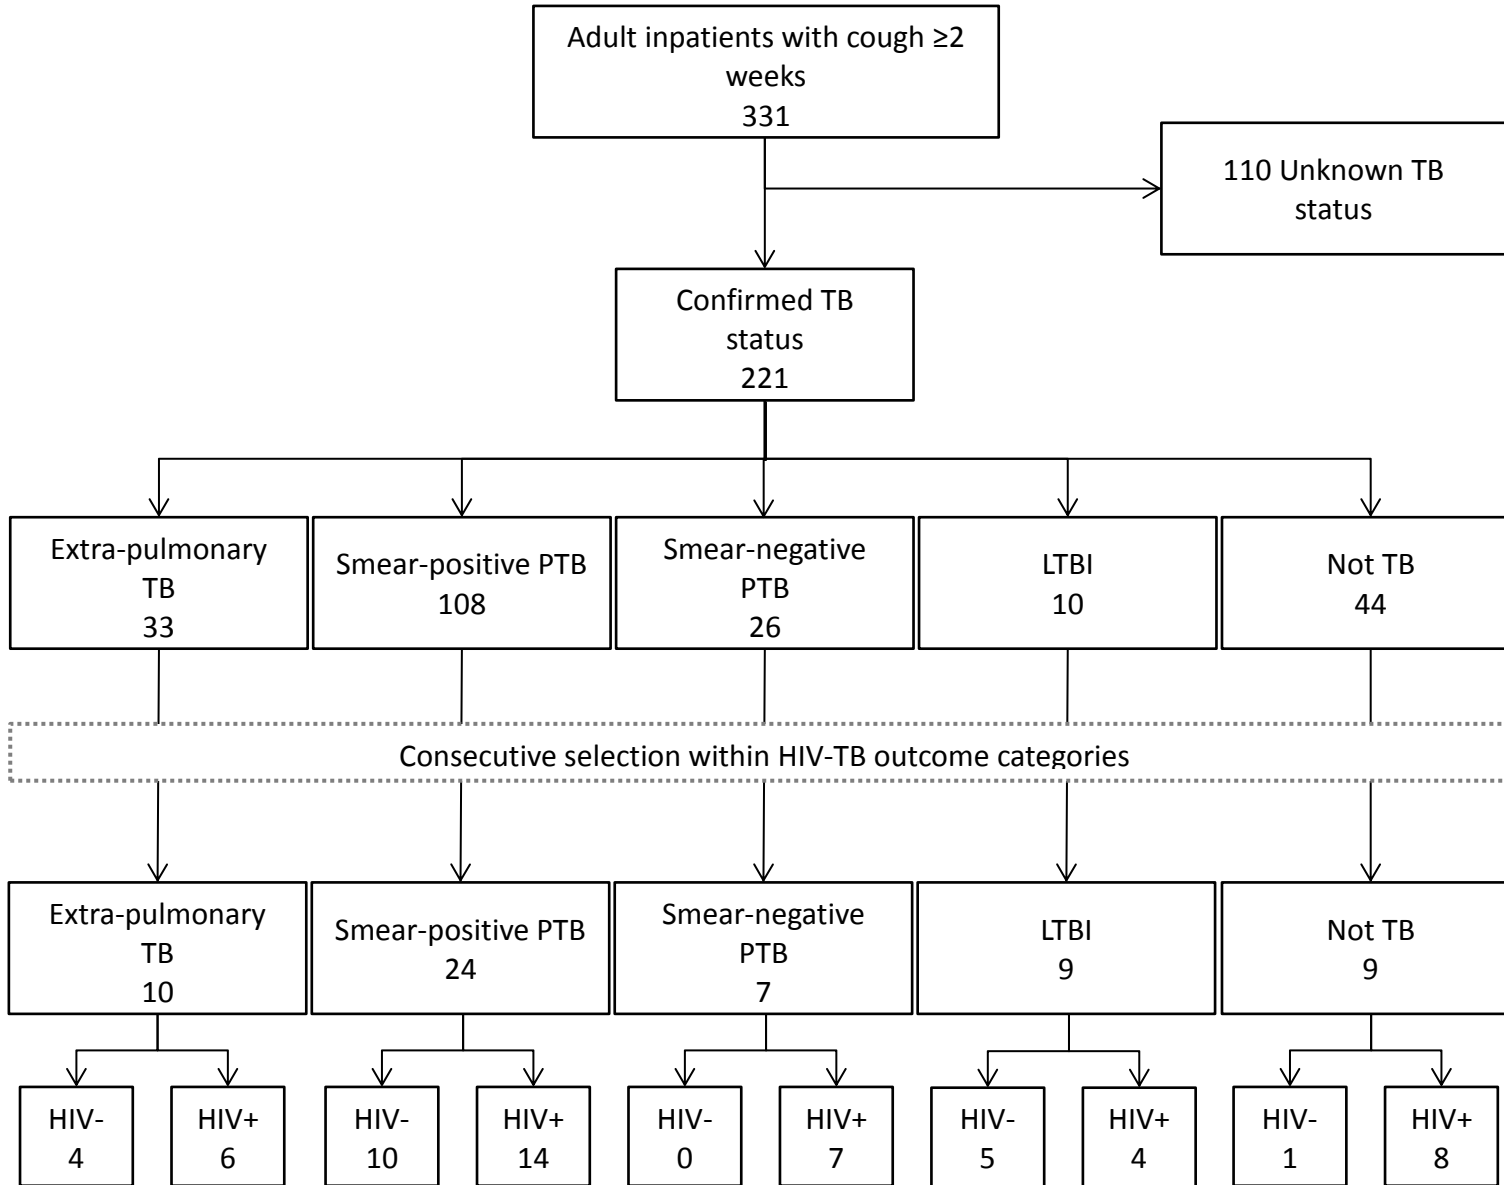 Adult inpatients with cough ≥2
weeks
331
110 Unknown TB
status
Confirmed TB
status
221
Extra-pulmonary
TB
33
Smear-positive PTB
108
Smear-negative
PTB
26
LTBI
10
Not TB
44
Consecutive selection within HIV-TB outcome categories
Extra-pulmonary
TB
10
Smear-positive PTB
24
Smear-negative
PTB
7
LTBI
9
Not TB
9
HIV-
4
HIV+
6
HIV-
10
HIV+
14
HIV-
0
HIV+
7
HIV-
5
HIV+
4
HIV-
1
HIV+
8